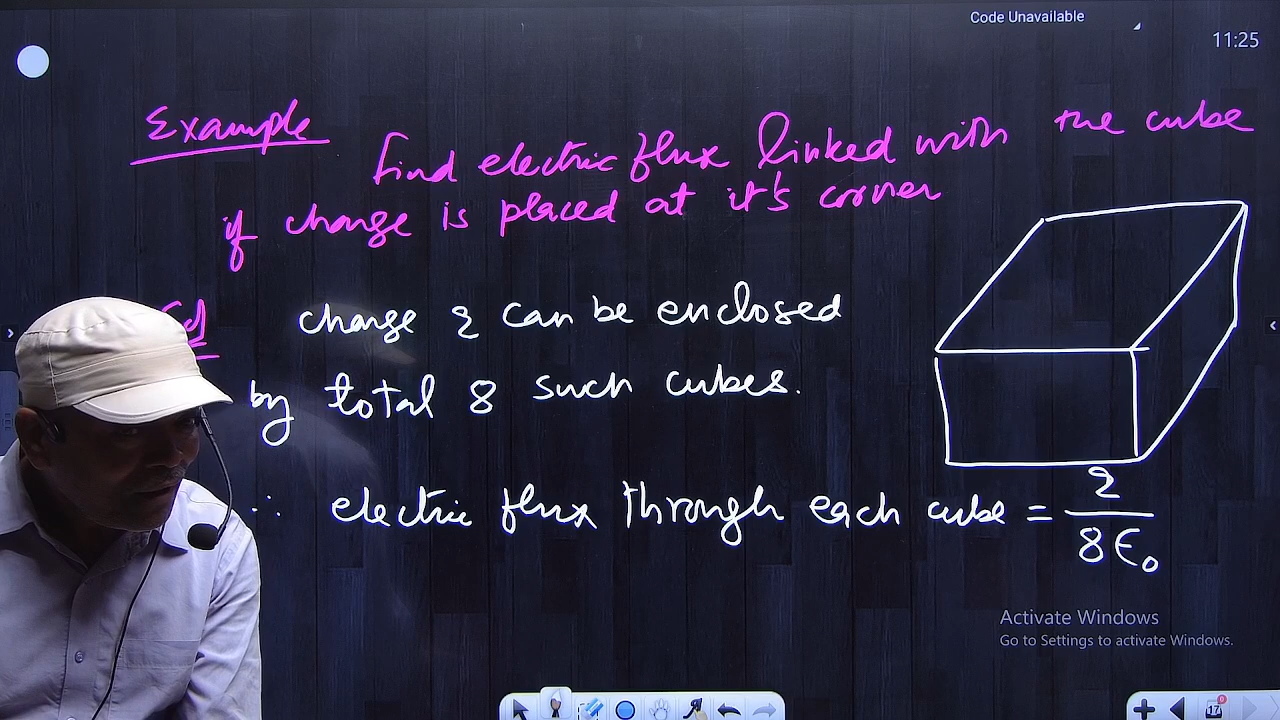 Code Unavailable
11:25
Example
find electric flux linked with the cube
if charge is placed at it's corner
charge q can be enclosed
by total 8 such cubes.
∴ electric flux through each cube = q / 8ϵ₀
Activate Windows
Go to Settings to activate Windows.
17